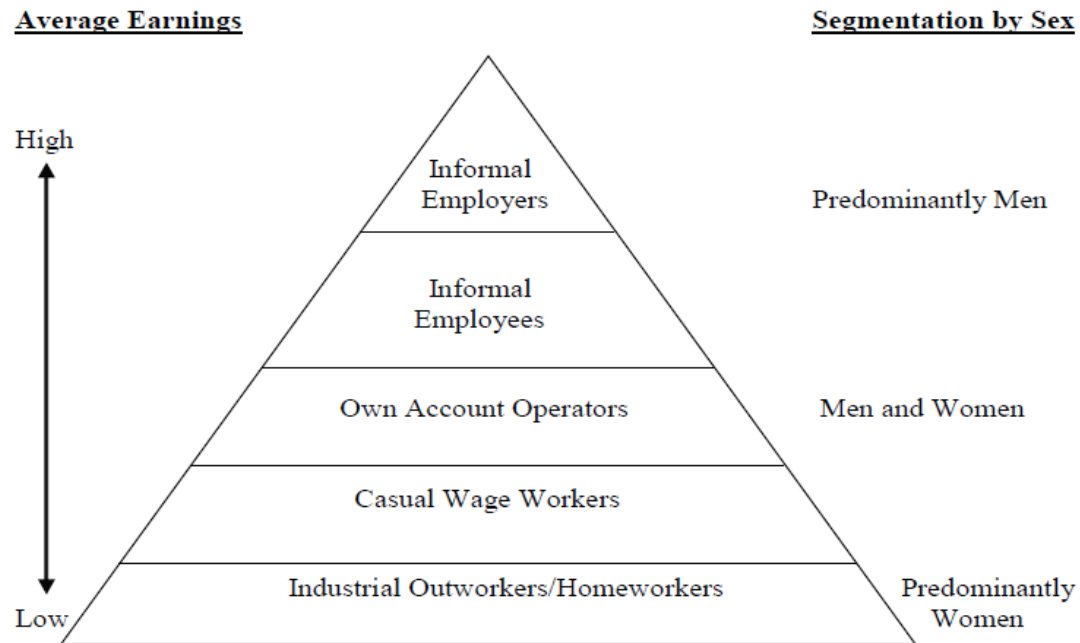 Average Earnings
Segmentation by Sex
High
Informal
Employers
Predominantly Men
Informal
Employees
Own Account Operators
Men and Women
Casual Wage Workers
Industrial Outworkers/Homeworkers
Predominantly
Women
Low